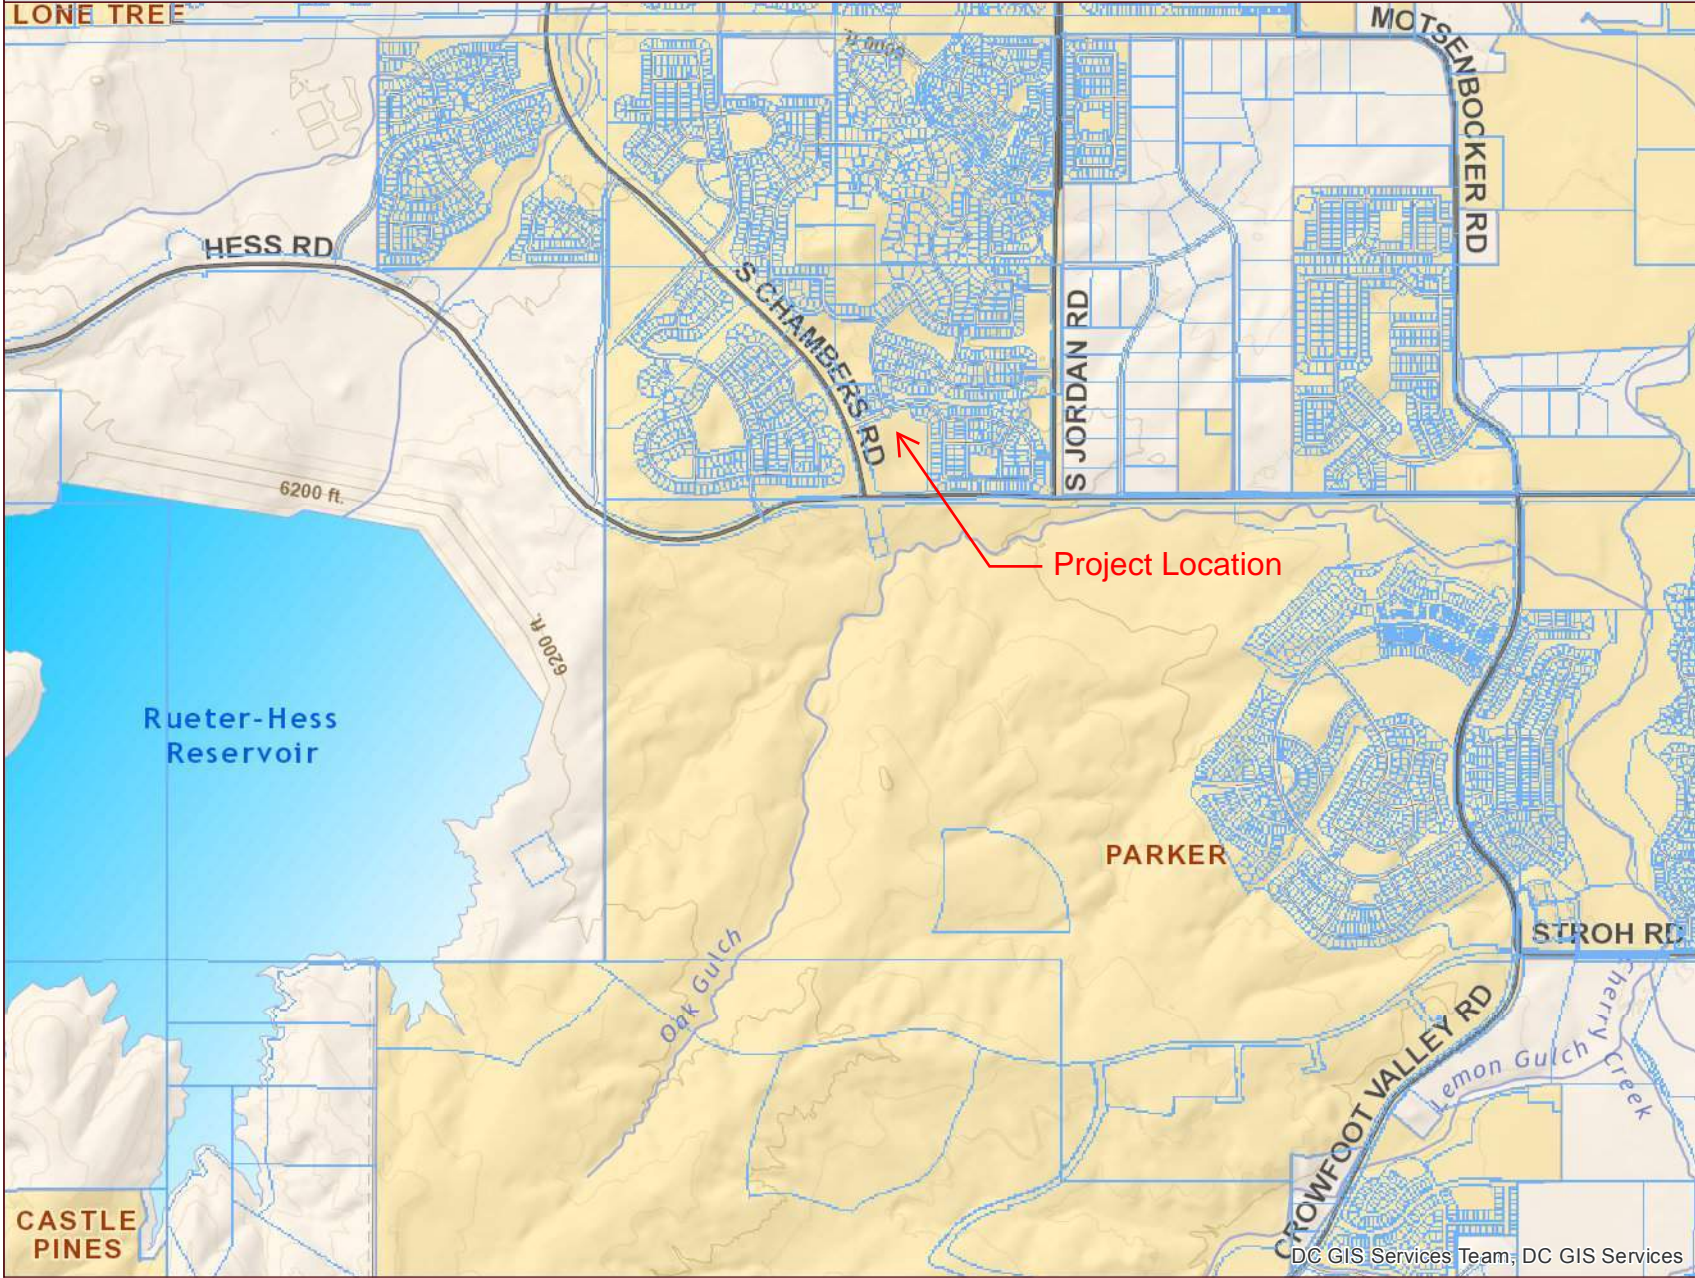 LONE TREE
MOTSENBOCKER RD
6000 ft.
HESS RD
S CHAMBERS RD
S JORDAN RD
6200 ft.
Project Location
6200 ft.
Rueter-Hess
Reservoir
PARKER
STROH RD
Oak Gulch
Cherry Creek
Lemon Gulch
CROWFOOT VALLEY RD
CASTLE
PINES
DC GIS Services Team, DC GIS Services